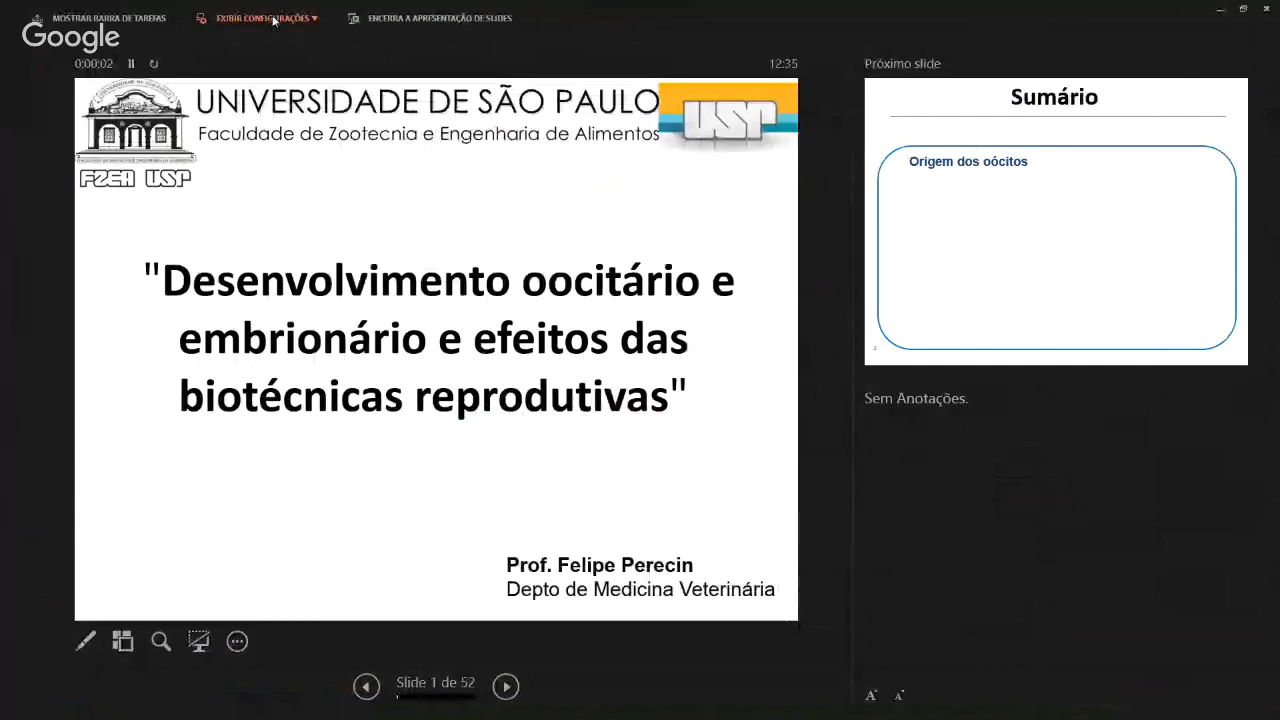 MOSTRAR BARRA DE TAREFAS
EXIBIR CONFIGURAÇÕES
ENCERRA A APRESENTAÇÃO DE SLIDES
Google
0:00:02
12:35
UNIVERSIDADE DE SÃO PAULO
Faculdade de Zootecnia e Engenharia de Alimentos
USP
FZEA USP
"Desenvolvimento oocitário e
embrionário e efeitos das
biotécnicas reprodutivas"
Prof. Felipe Perecin
Depto de Medicina Veterinária
Slide 1 de 52
Próximo slide
Sumário
Origem dos oócitos
2
Sem Anotações.